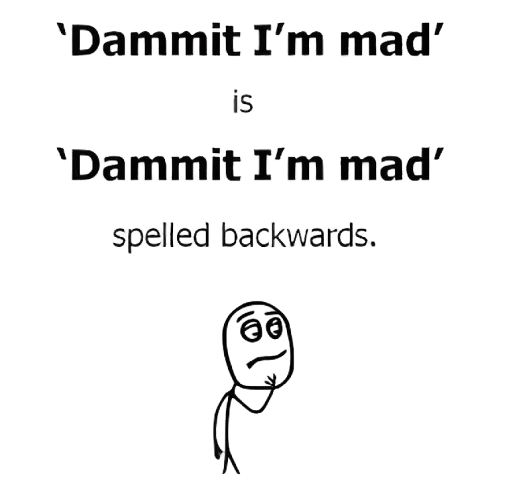 ‘Dammit I’m mad’
is
‘Dammit I’m mad’
spelled backwards.